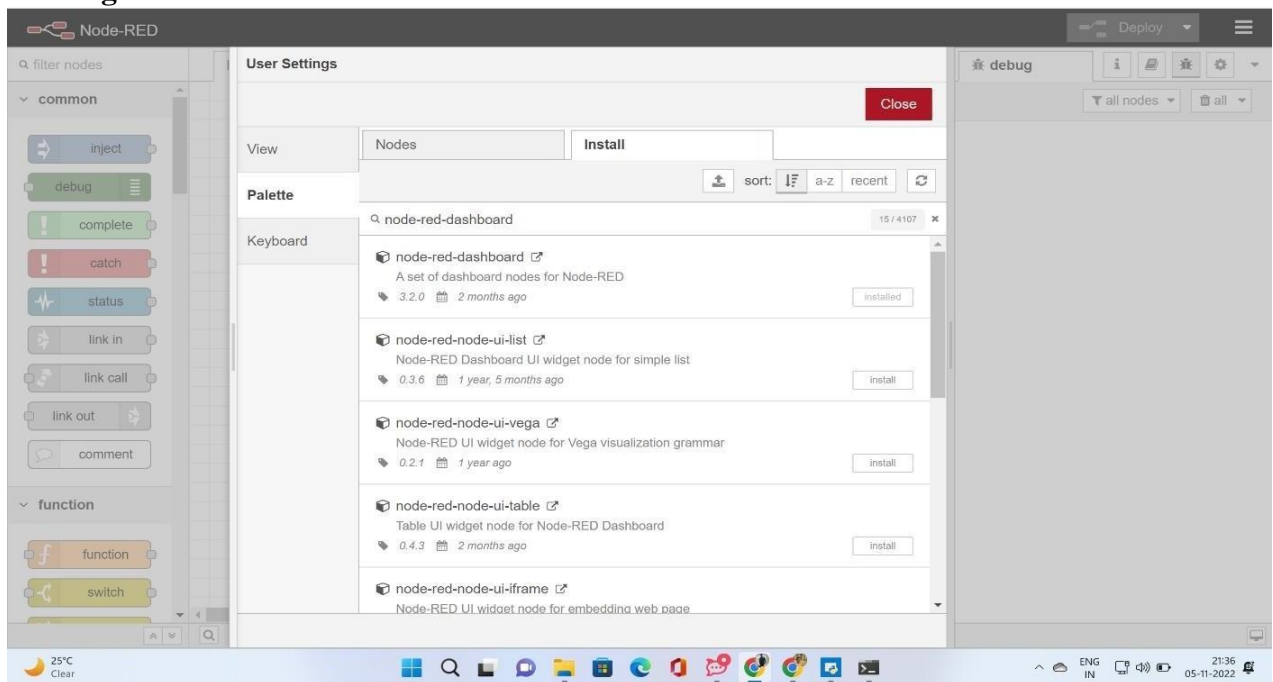 Node-RED
Deploy
filter nodes
User Settings
debug
i
common
Close
all nodes
all
inject
View
Nodes
Install
debug
Palette
sort:
a-z
recent
complete
node-red-dashboard
15 / 4107
Keyboard
catch
node-red-dashboard
A set of dashboard nodes for Node-RED
status
3.2.0
2 months ago
installed
link in
node-red-node-ui-list
Node-RED Dashboard UI widget node for simple list
link call
0.3.6
1 year, 5 months ago
install
link out
node-red-node-ui-vega
Node-RED UI widget node for Vega visualization grammar
comment
0.2.1
1 year ago
install
function
node-red-node-ui-table
Table UI widget node for Node-RED Dashboard
function
0.4.3
2 months ago
install
switch
node-red-node-ui-iframe
Node-RED UI widget node for embedding web page
25°C
Clear
ENG
IN
21:36
05-11-2022